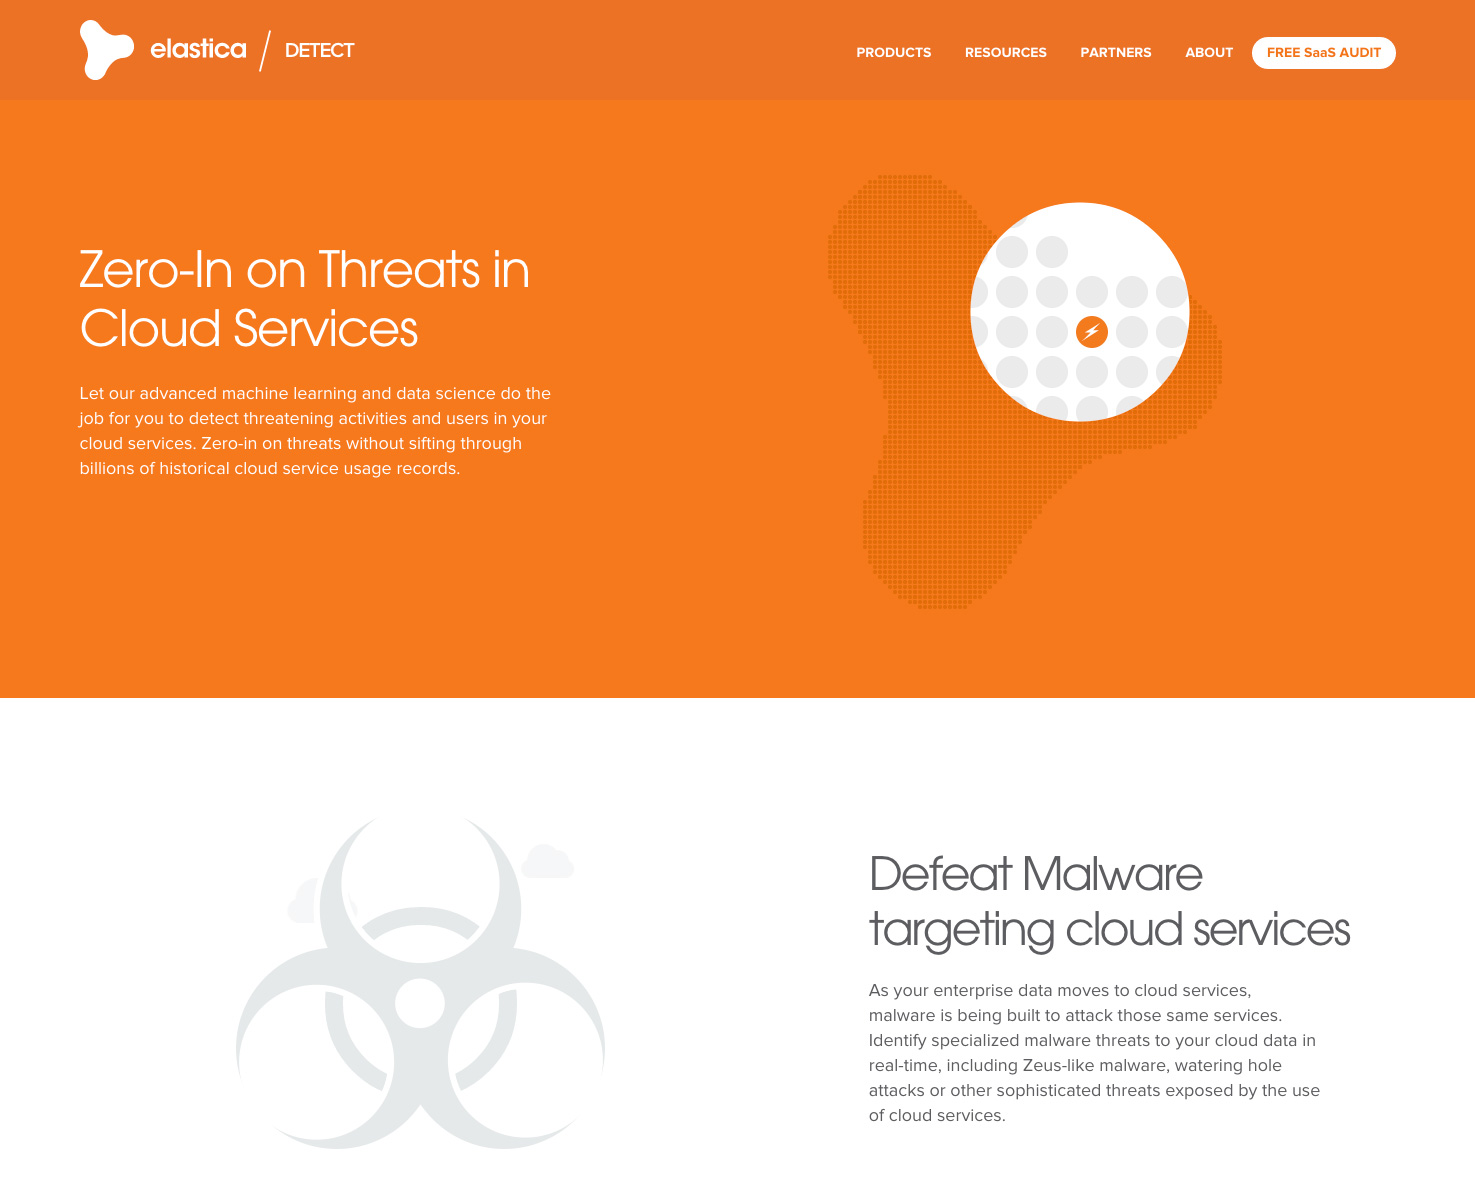 elastica / DETECT
PRODUCTS RESOURCES PARTNERS ABOUT FREE SaaS AUDIT
Zero-In on Threats in
Cloud Services
Let our advanced machine learning and data science do the
job for you to detect threatening activities and users in your
cloud services. Zero-in on threats without sifting through
billions of historical cloud service usage records.
Defeat Malware
targeting cloud services
As your enterprise data moves to cloud services,
malware is being built to attack those same services.
Identify specialized malware threats to your cloud data in
real-time, including Zeus-like malware, watering hole
attacks or other sophisticated threats exposed by the use
of cloud services.